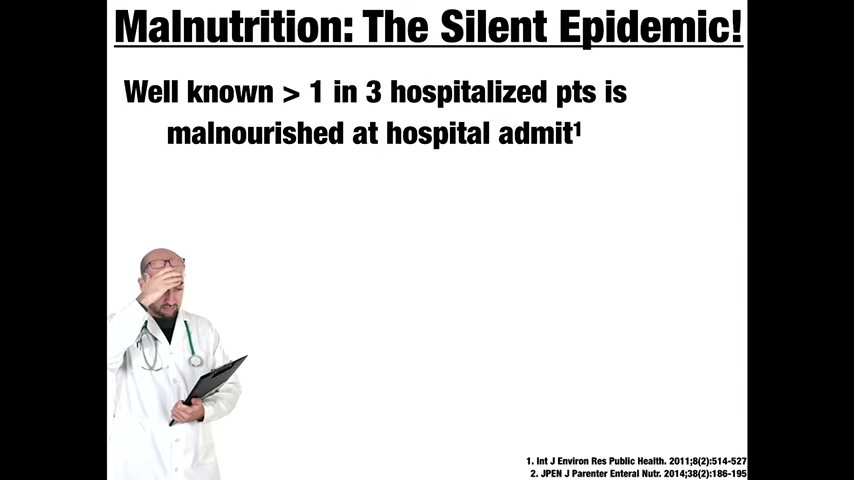 Malnutrition: The Silent Epidemic!
Well known > 1 in 3 hospitalized pts is
malnourished at hospital admit¹
1. Int J Environ Res Public Health. 2011;8(2):514-527
2. JPEN J Parenter Enteral Nutr. 2014;38(2):186-195